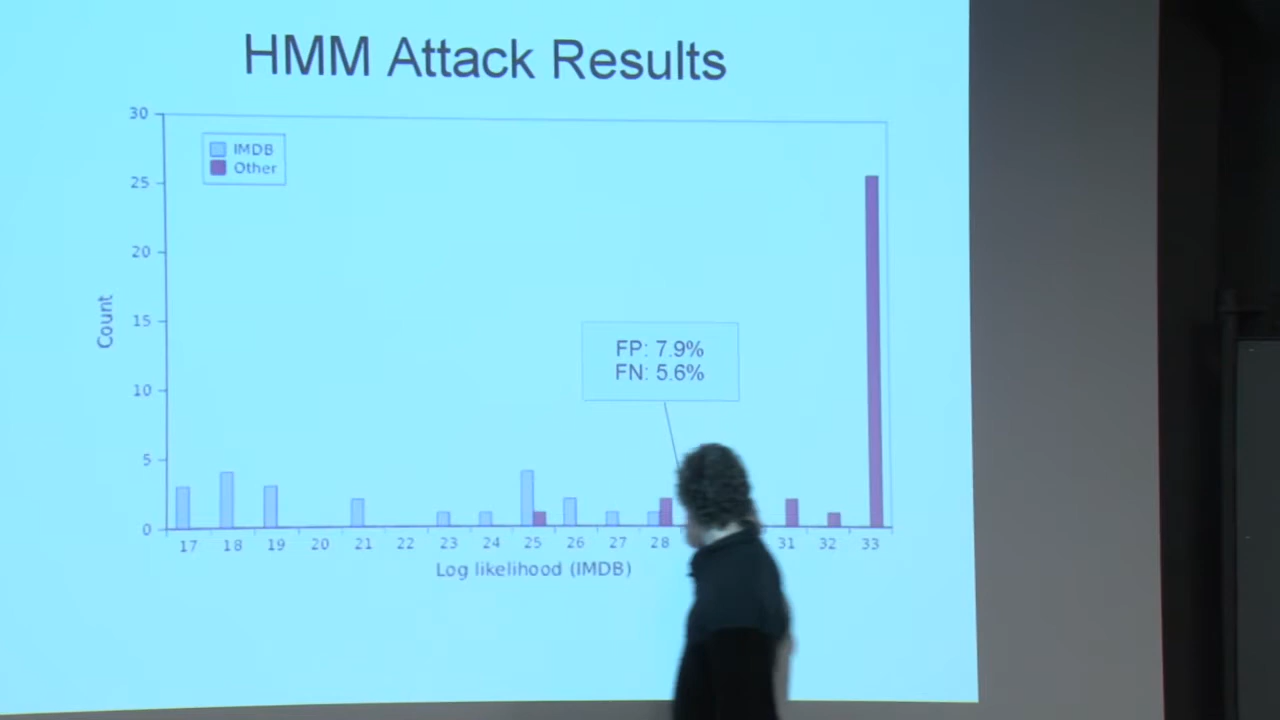 HMM Attack Results
30
25
20
15
10
5
0
Count
IMDB
Other
FP: 7.9%
FN: 5.6%
17 18 19 20 21 22 23 24 25 26 27 28 31 32 33
Log likelihood (IMDB)